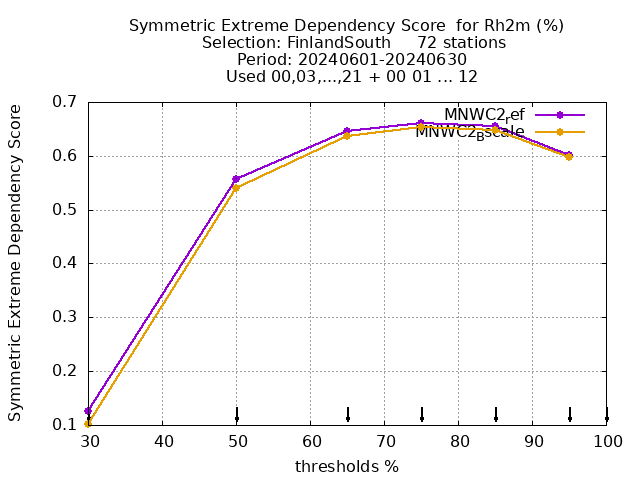 Symmetric Extreme Dependency Score  for Rh2m (%)
Selection: FinlandSouth     72 stations
Period: 20240601-20240630
Used 00,03,...,21 + 00 01 ... 12
Symmetric Extreme Dependency Score
0.7
0.6
0.5
0.4
0.3
0.2
0.1
MNWC2ref
MNWC2Bscale
30 40 50 60 70 80 90 100
thresholds %